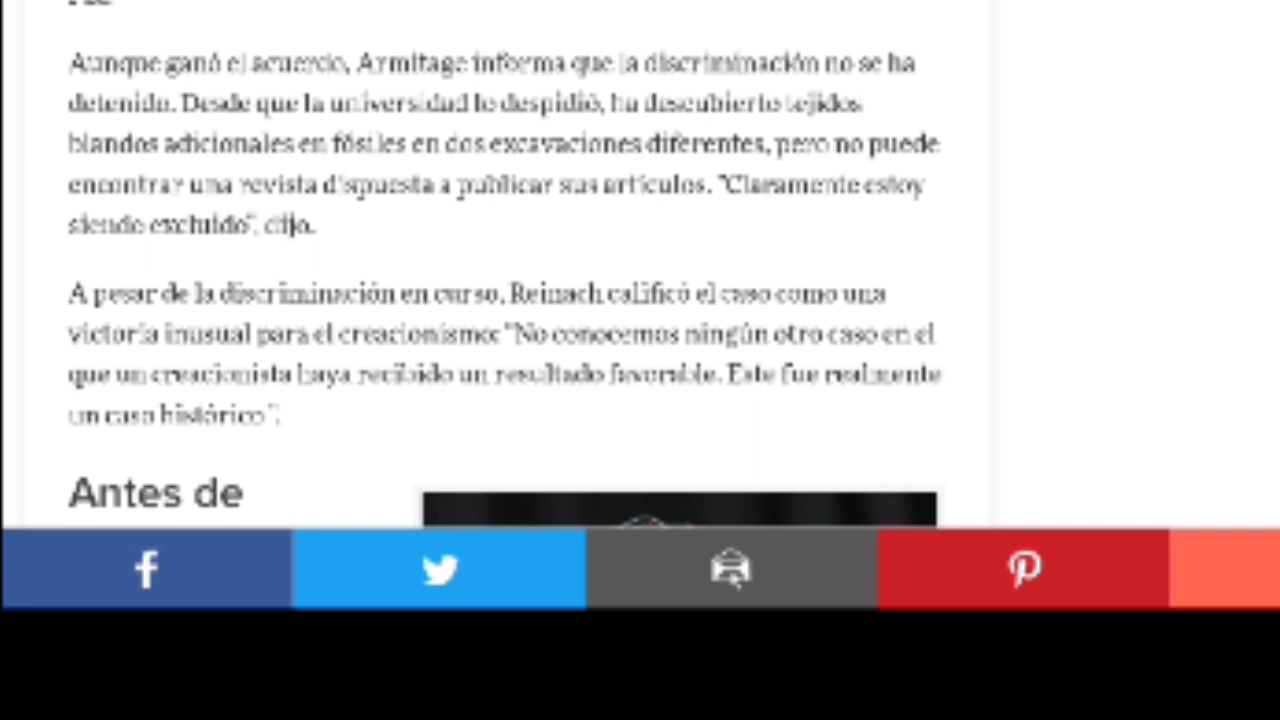 Aunque ganó el acuerdo, Armitage informa que la discriminación no se ha
detenido. Desde que la universidad lo despidió, ha descubierto tejidos
blandos adicionales en fósiles en dos excavaciones diferentes, pero no puede
encontrar una revista dispuesta a publicar sus artículos. "Claramente estoy
siendo excluido", dijo.
A pesar de la discriminación en curso, Reinach calificó el caso como una
victoria inusual para el creacionismo: "No conocemos ningún otro caso en el
que un creacionista haya recibido un resultado favorable. Este fue realmente
un caso histórico ".
Antes de